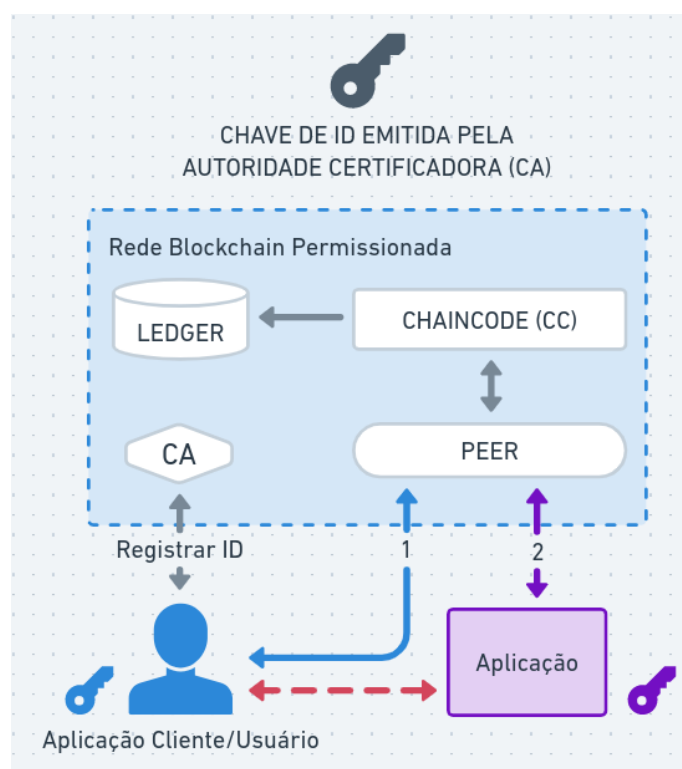 CHAVE DE ID EMITIDA PELA
AUTORIDADE CERTIFICADORA (CA)
Rede Blockchain Permissionada
LEDGER
CHAINCODE (CC)
CA
PEER
Registrar ID
1
2
Aplicação
Aplicação Cliente/Usuário